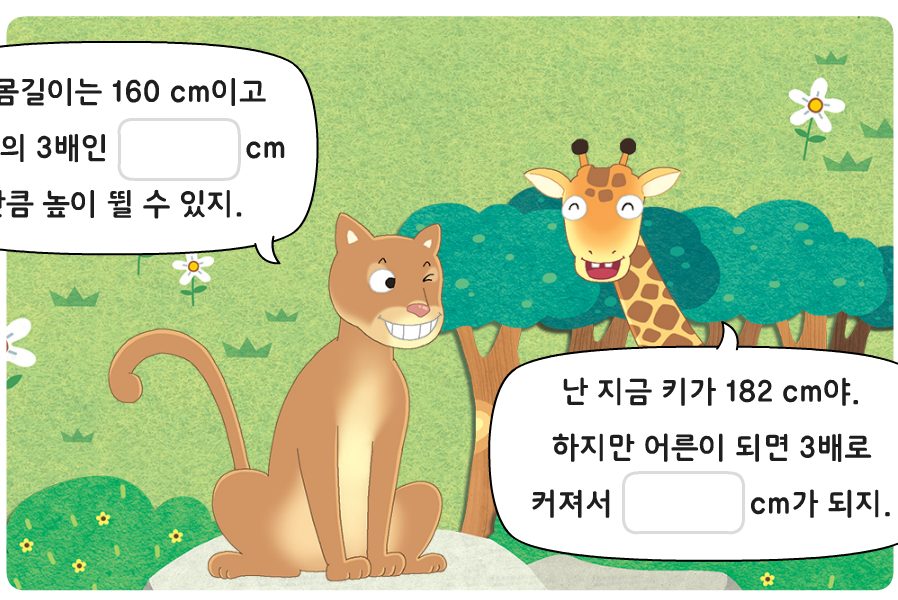 몸길이는 160 cm이고
의 3배인 cm
만큼 높이 뛸 수 있지.
난 지금 키가 182 cm야.
하지만 어른이 되면 3배로
커져서 cm가 되지.